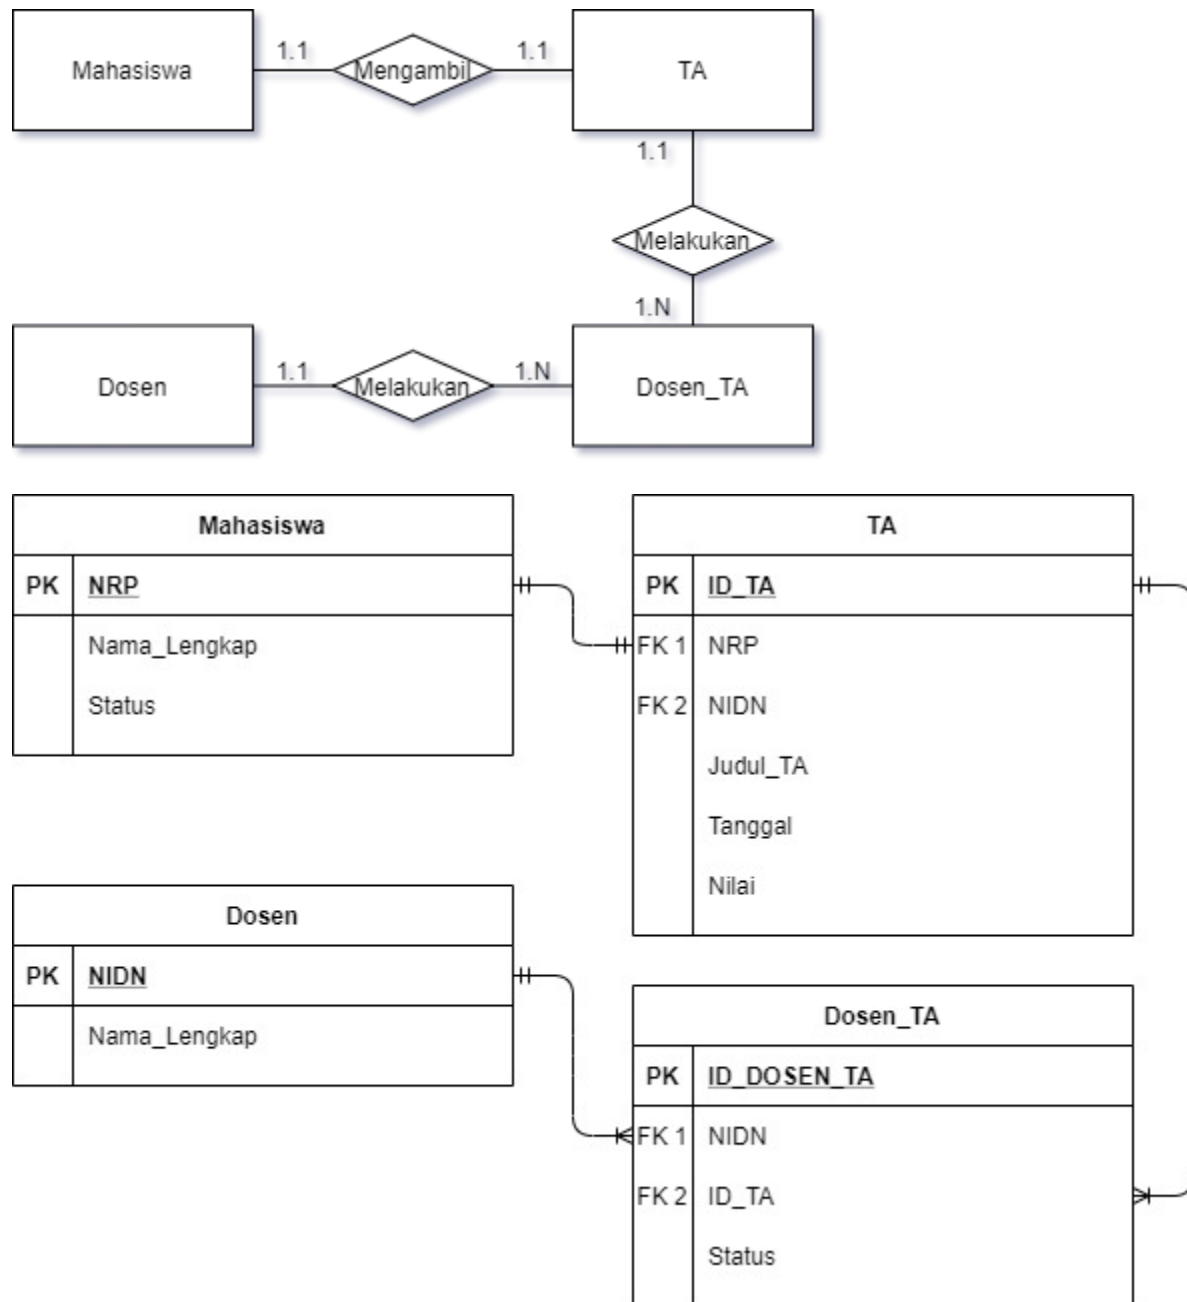 Mahasiswa 1.1 Mengambil 1.1 TA
1.1
Melakukan
1.N
Dosen 1.1 Melakukan 1.N Dosen_TA
Mahasiswa
PK NRP
Nama_Lengkap
Status
TA
PK ID_TA
FK 1 NRP
FK 2 NIDN
Judul_TA
Tanggal
Nilai
Dosen
PK NIDN
Nama_Lengkap
Dosen_TA
PK ID_DOSEN_TA
FK 1 NIDN
FK 2 ID_TA
Status